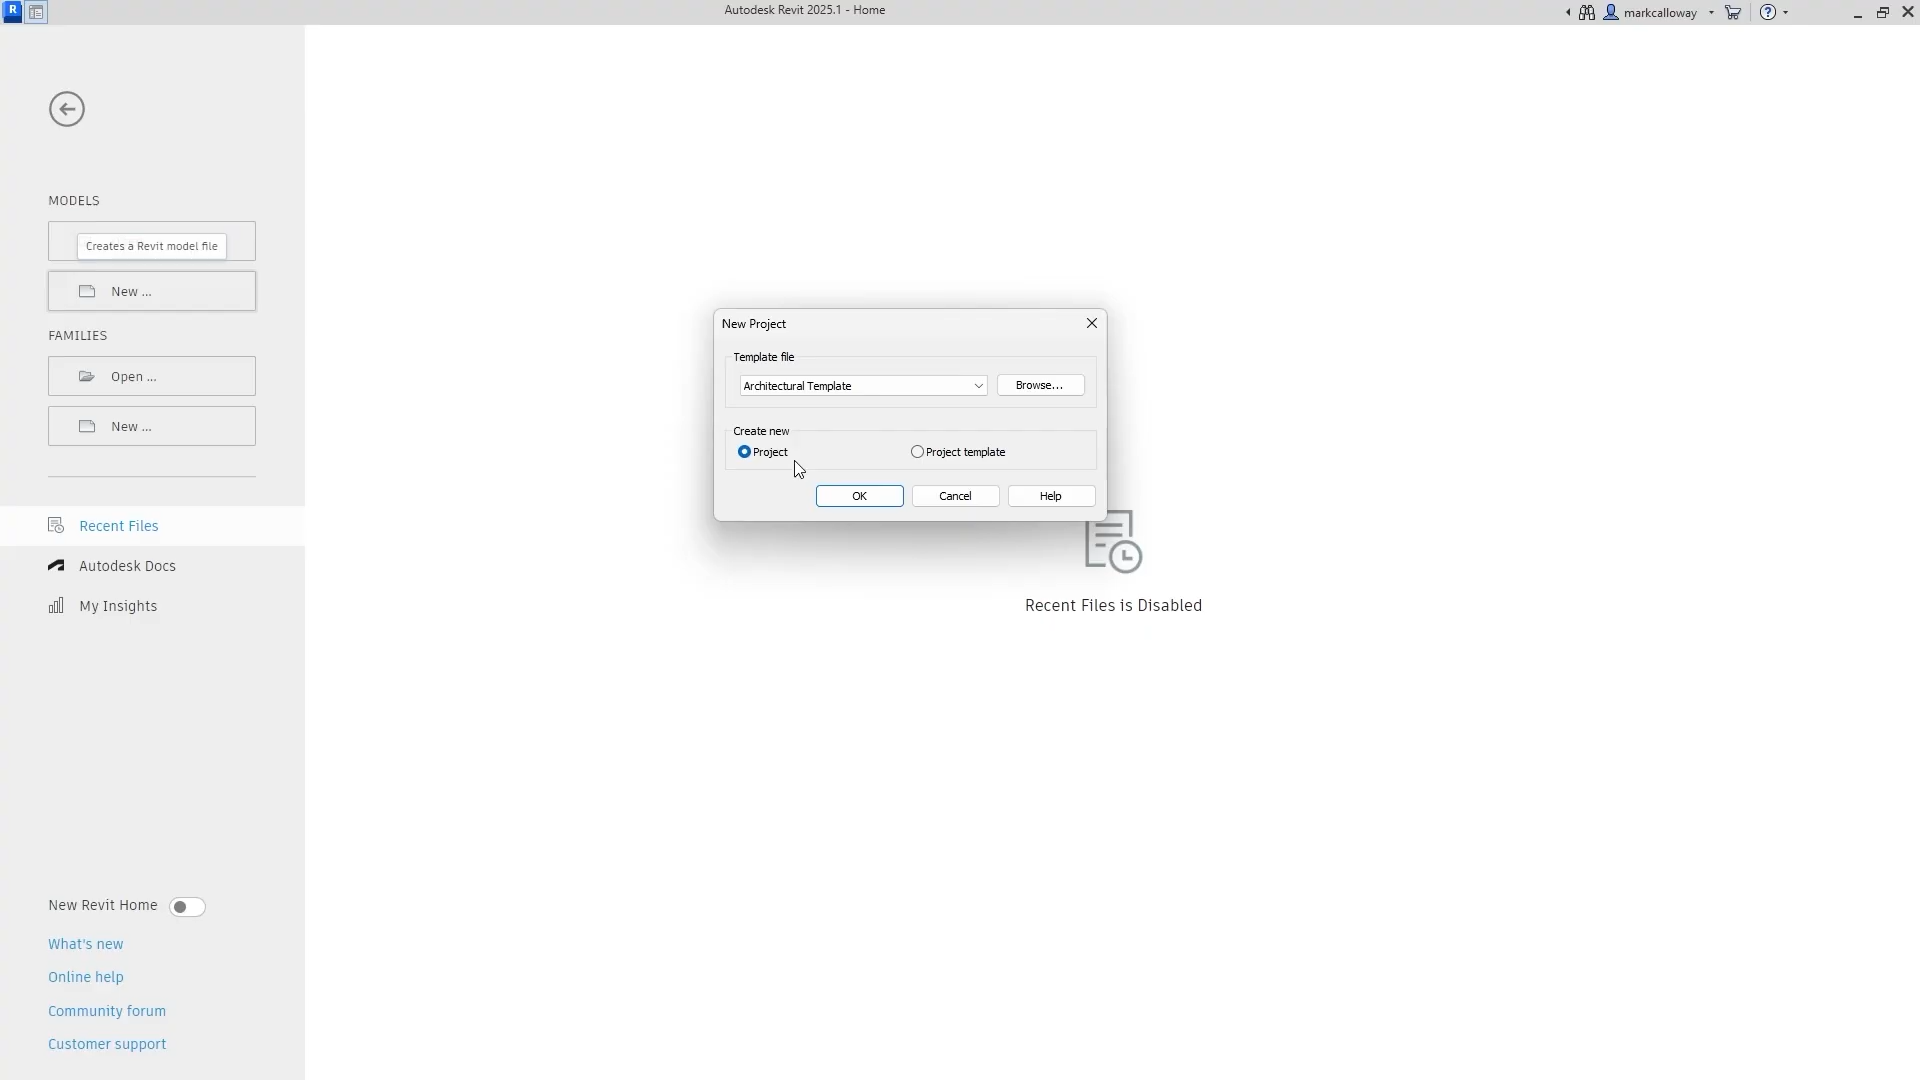 R
Autodesk Revit 2025.1 - Home
markcalloway
?
MODELS
Creates a Revit model file
New ...
FAMILIES
Open ...
New ...
Recent Files
Autodesk Docs
My Insights
New Project
Template file
Architectural Template
Browse...
Create new
Project
Project template
OK
Cancel
Help
Recent Files is Disabled
New Revit Home
What's new
Online help
Community forum
Customer support